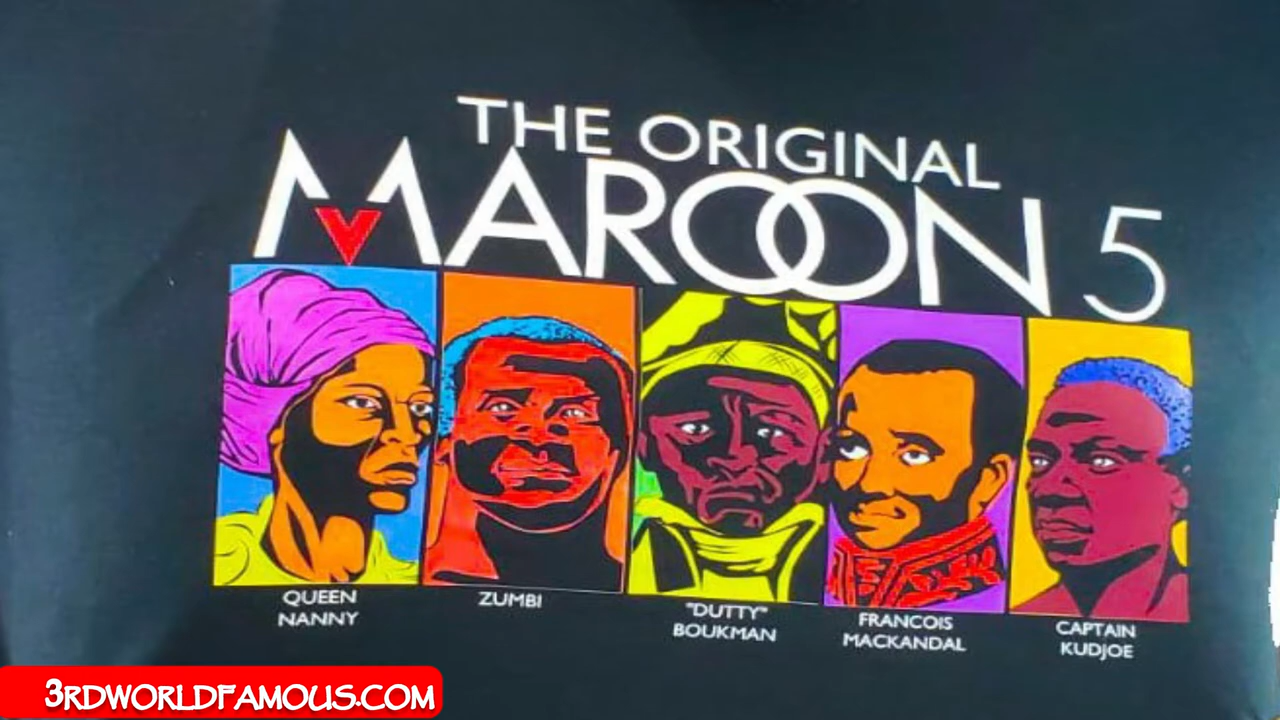 THE ORIGINAL
MAROON 5
QUEEN
NANNY
ZUMBI
"DUTTY"
BOUKMAN
FRANCOIS
MACKANDAL
CAPTAIN
KUDJOE
3RDWORLDFAMOUS.COM